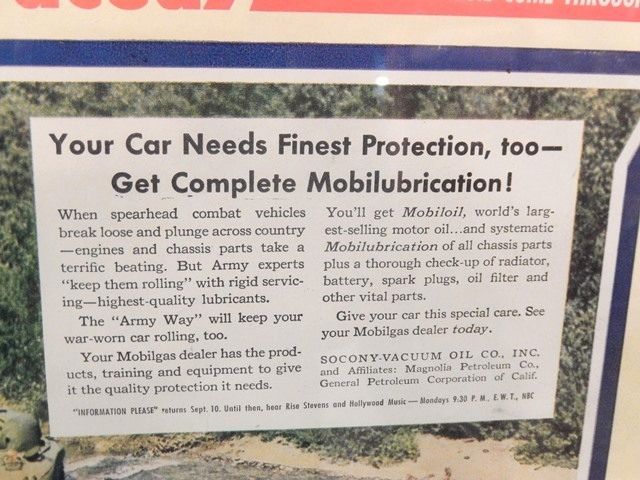 Your Car Needs Finest Protection, too—
Get Complete Mobilubrication!
When spearhead combat vehicles
break loose and plunge across country
—engines and chassis parts take a
terrific beating. But Army experts
"keep them rolling" with rigid servic-
ing—highest-quality lubricants.
The "Army Way" will keep your
war-worn car rolling, too.
Your Mobilgas dealer has the prod-
ucts, training and equipment to give
it the quality protection it needs.
You'll get Mobiloil, world's larg-
est-selling motor oil...and systematic
Mobilubrication of all chassis parts
plus a thorough check-up of radiator,
battery, spark plugs, oil filter and
other vital parts.
Give your car this special care. See
your Mobilgas dealer today.
SOCONY-VACUUM OIL CO., INC.
and Affiliates: Magnolia Petroleum Co.,
General Petroleum Corporation of Calif.
"INFORMATION PLEASE" returns Sept. 10. Until then, hear Rise Stevens and Hollywood Music—Mondays 9.30 P. M., E. W. T., NBC